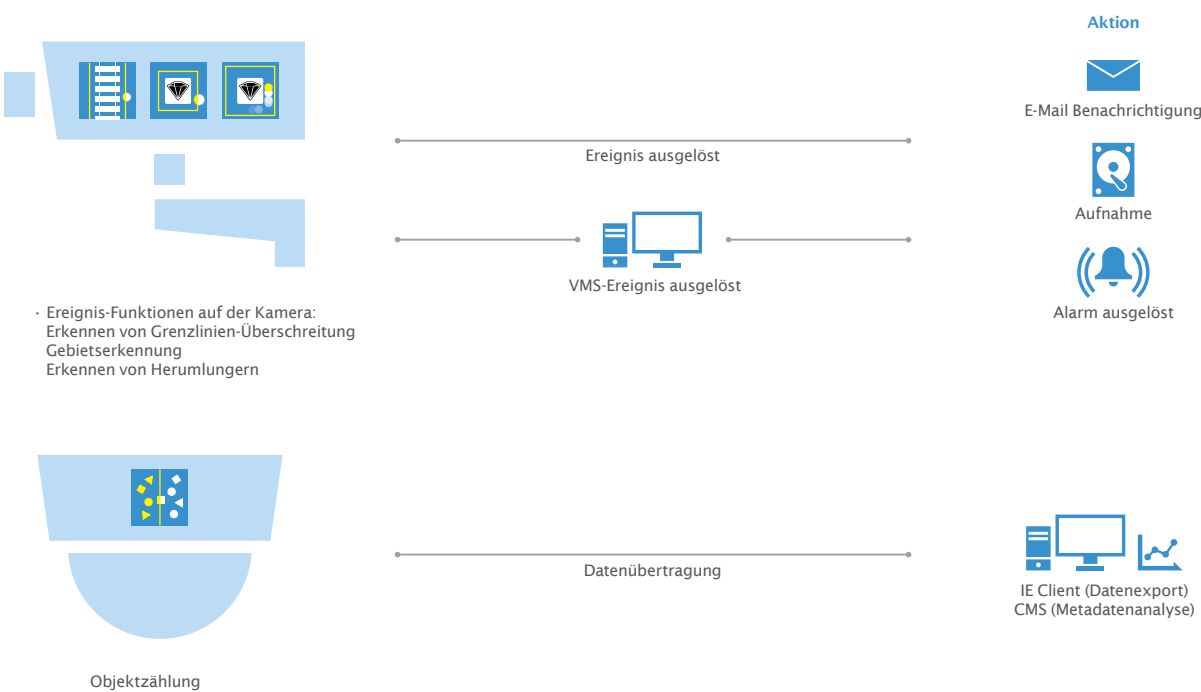 Aktion
E-Mail Benachrichtigung
Ereignis ausgelöst
Aufnahme
VMS-Ereignis ausgelöst
Alarm ausgelöst
· Ereignis-Funktionen auf der Kamera:
Erkennen von Grenzlinien-Überschreitung
Gebietserkennung
Erkennen von Herumlungern
Datenübertragung
IE Client (Datenexport)
CMS (Metadatenanalyse)
Objektzählung